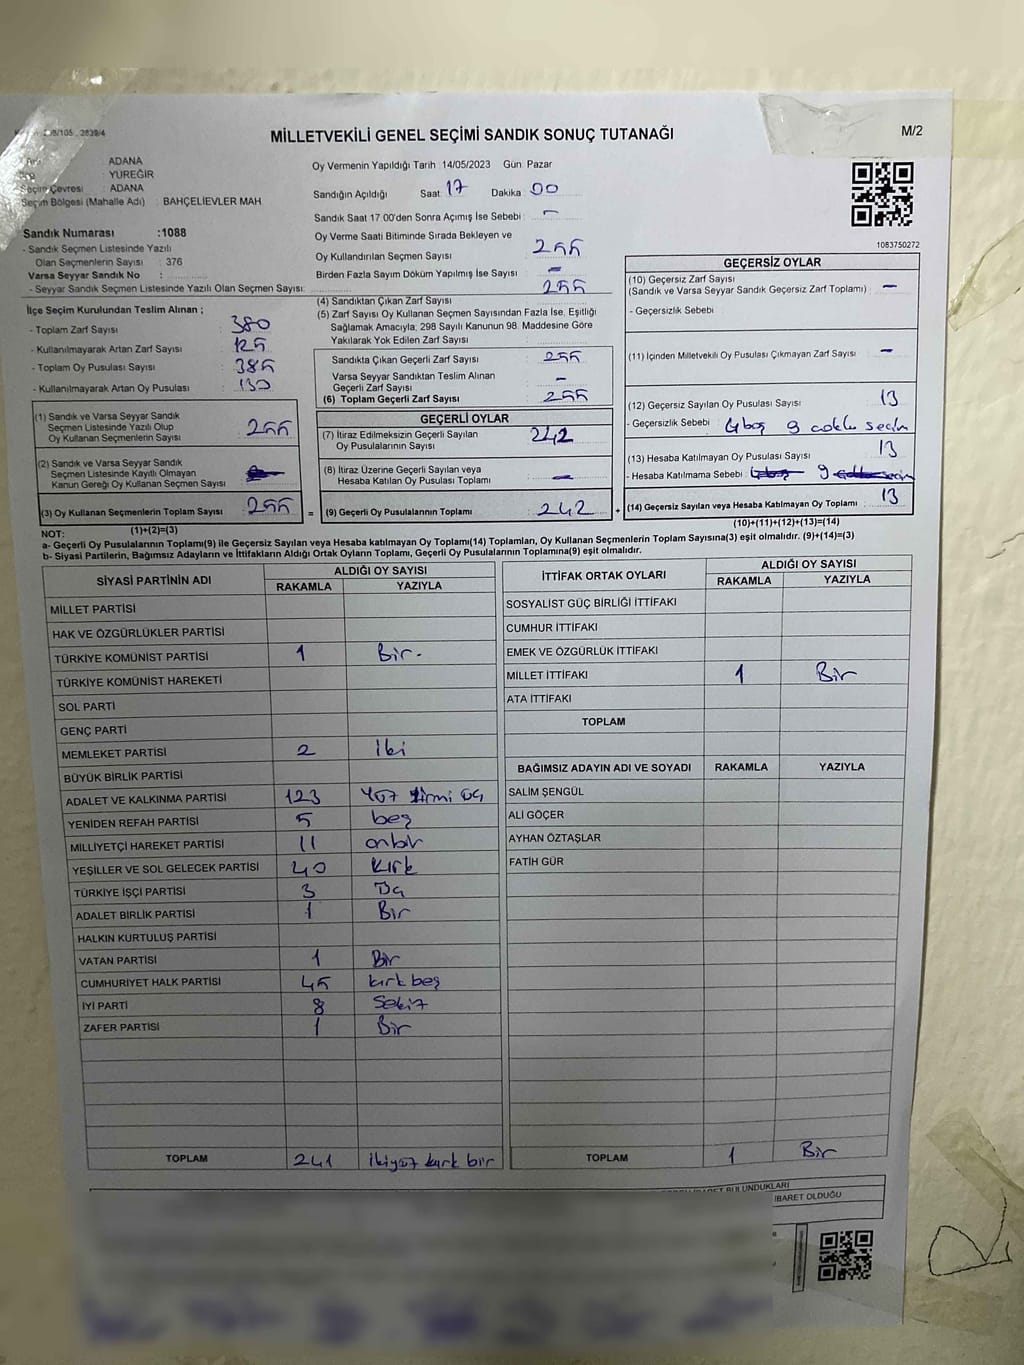 MİLLETVEKİLİ GENEL SEÇİMİ SANDIK SONUÇ TUTANAĞI
M/2
ADANA
YÜREĞİR
Seçim Çevresi : ADANA
Seçim Bölgesi (Mahalle Adı) : BAHÇELİEVLER MAH
Sandık Numarası :1088
- Sandık Seçmen Listesinde Yazılı
Olan Seçmenlerin Sayısı : 376
Varsa Seyyar Sandık No :
- Seyyar Sandık Seçmen Listesinde Yazılı Olan Seçmen Sayısı:
Oy Vermenin Yapıldığı Tarih :14/05/2023 Gün Pazar
Sandığın Açıldığı Saat 17 Dakika 00
Sandık Saat 17 00'den Sonra Açımış İse Sebebi : -
Oy Verme Saati Bitiminde Sırada Bekleyen ve
Oy Kullandırılan Seçmen Sayısı : 255
Birden Fazla Sayım Döküm Yapılmış İse Sayısı : -
1083750272
İlçe Seçim Kurulundan Teslim Alınan ;
- Toplam Zarf Sayısı : 380
- Kullanılmayarak Artan Zarf Sayısı : 125
- Toplam Oy Pusulası Sayısı : 385
- Kullanılmayarak Artan Oy Pusulası : 130
(1) Sandık ve Varsa Seyyar Sandık
Seçmen Listesinde Yazılı Olup
Oy Kullanan Seçmenlerin Sayısı : 255
(2) Sandık ve Varsa Seyyar Sandık
Seçmen Listesinde Kayıtlı Olmayan
Kanun Gereği Oy Kullanan Seçmen Sayısı :
(3) Oy Kullanan Seçmenlerin Toplam Sayısı : 255
(1)+(2)=(3)
(4) Sandıktan Çıkan Zarf Sayısı : 255
(5) Zarf Sayısı Oy Kullanan Seçmen Sayısından Fazla İse, Eşitliği
Sağlamak Amacıyla; 298 Sayılı Kanunun 98. Maddesine Göre
Yakılarak Yok Edilen Zarf Sayısı :
Sandıkta Çıkan Geçerli Zarf Sayısı : 255
Varsa Seyyar Sandıktan Teslim Alınan
Geçerli Zarf Sayısı : -
(6) Toplam Geçerli Zarf Sayısı : 255
GEÇERLİ OYLAR
(7) İtiraz Edilmeksizin Geçerli Sayılan
Oy Pusulalarının Sayısı : 242
(8) İtiraz Üzerine Geçerli Sayılan veya
Hesaba Katılan Oy Pusulaları Toplamı : -
= (9) Geçerli Oy Pusulalarının Toplamı : 242
GEÇERSİZ OYLAR
(10) Geçersiz Zarf Sayısı
(Sandık ve Varsa Seyyar Sandık Geçersiz Zarf Toplamı) : -
- Geçersizlik Sebebi :
(11) İçinden Milletvekili Oy Pusulası Çıkmayan Zarf Sayısı : -
(12) Geçersiz Sayılan Oy Pusulası Sayısı : 13
- Geçersizlik Sebebi : 4 boş 9 çoklu seçim
(13) Hesaba Katılmayan Oy Pusulası Sayısı : 13
- Hesaba Katılmama Sebebi : 9
+ (14) Geçersiz Sayılan veya Hesaba Katılmayan Oy Toplamı : 13
(10)+(11)+(12)+(13)=(14)
NOT:
a- Geçerli Oy Pusulalarının Toplamı(9) ile Geçersiz Sayılan veya Hesaba katılmayan Oy Toplamı(14) Toplamları, Oy Kullanan Seçmenlerin Toplam Sayısına(3) eşit olmalıdır. (9)+(14)=(3)
b- Siyasi Partilerin, Bağımsız Adayların ve İttifakların Aldığı Ortak Oyların Toplamı, Geçerli Oy Pusulalarının Toplamına(9) eşit olmalıdır.
SİYASİ PARTİNİN ADI ALDIĞI OY SAYISI
RAKAMLA YAZIYLA
MİLLET PARTİSİ
HAK VE ÖZGÜRLÜKLER PARTİSİ
TÜRKİYE KOMÜNİST PARTİSİ 1 Bir.
TÜRKİYE KOMÜNİST HAREKETİ
SOL PARTİ
GENÇ PARTİ
MEMLEKET PARTİSİ 2 iki
BÜYÜK BİRLİK PARTİSİ
ADALET VE KALKINMA PARTİSİ 123 Yüz yirmi üç
YENİDEN REFAH PARTİSİ 5 beş
MİLLİYETÇİ HAREKET PARTİSİ 11 onbir
YEŞİLLER VE SOL GELECEK PARTİSİ 40 Kırk
TÜRKİYE İŞÇİ PARTİSİ 3 Üç
ADALET BİRLİK PARTİSİ 1 Bir
HALKIN KURTULUŞ PARTİSİ
VATAN PARTİSİ 1 Bir
CUMHURİYET HALK PARTİSİ 45 kırk beş
İYİ PARTİ 8 Sekiz
ZAFER PARTİSİ 1 Bir
TOPLAM 241 ikiyüz kırk bir
İTTİFAK ORTAK OYLARI ALDIĞI OY SAYISI
RAKAMLA YAZIYLA
SOSYALİST GÜÇ BİRLİĞİ İTTİFAKI
CUMHUR İTTİFAKI
EMEK VE ÖZGÜRLÜK İTTİFAKI
MİLLET İTTİFAKI 1 Bir
ATA İTTİFAKI
TOPLAM
BAĞIMSIZ ADAYIN ADI VE SOYADI RAKAMLA YAZIYLA
SALİM ŞENGÜL
ALİ GÖÇER
AYHAN ÖZTAŞLAR
FATİH GÜR
TOPLAM 1 Bir
BULUNDUKLARI
İBARET OLDUĞU